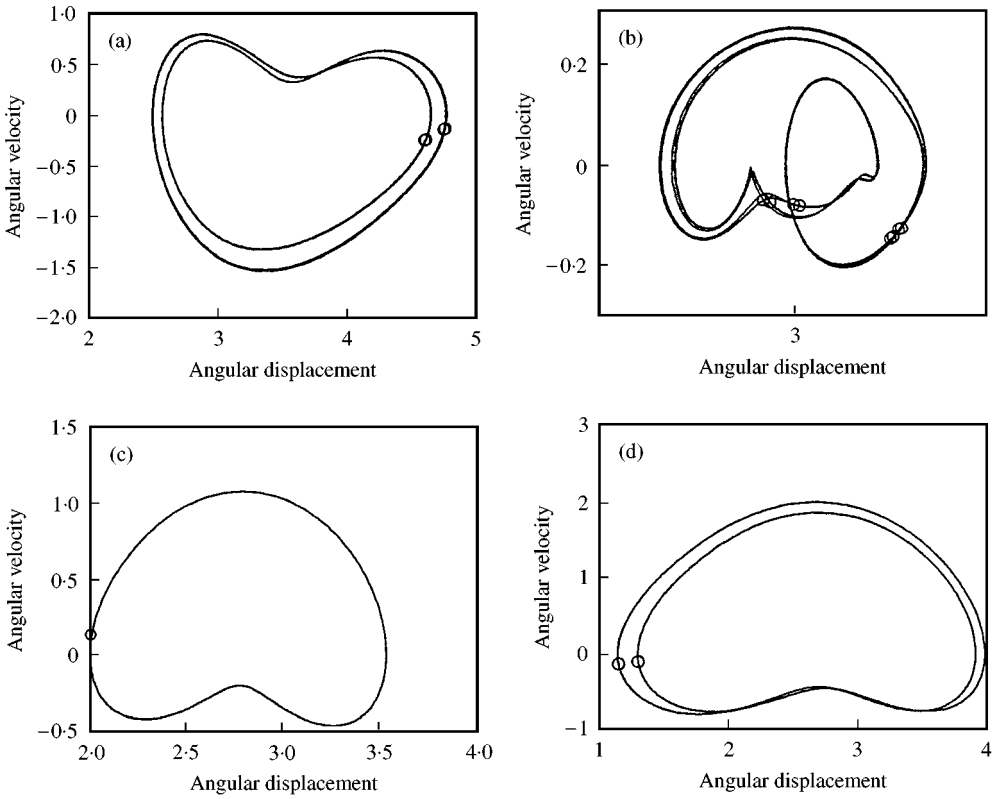 (a)
1·0
0·5
0
−0·5
−1·0
−1·5
−2·0
2
3
4
5
Angular velocity
Angular displacement
(b)
0·2
0
−0·2
3
Angular velocity
Angular displacement
(c)
1·5
1·0
0·5
0
−0·5
2·0
2·5
3·0
3·5
4·0
Angular velocity
Angular displacement
(d)
3
2
1
0
−1
1
2
3
4
Angular velocity
Angular displacement